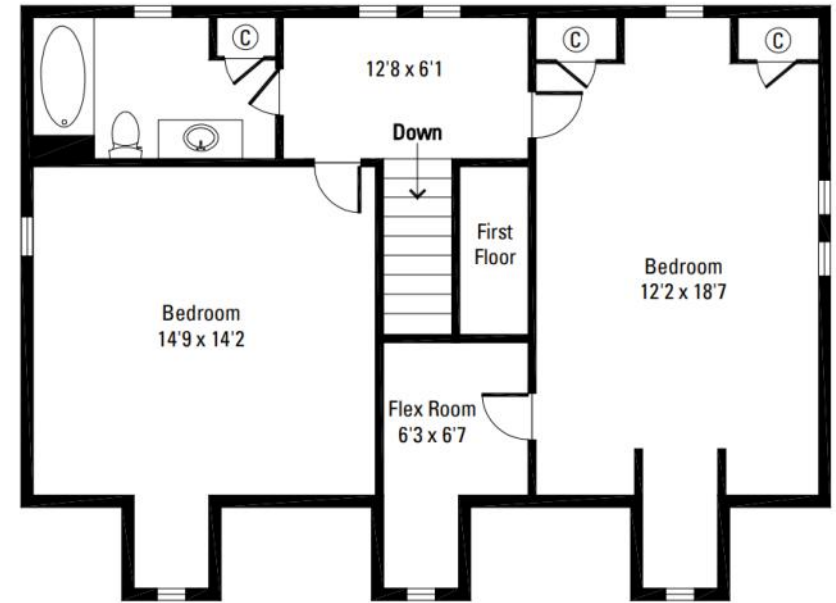 C
C
C
12'8 x 6'1
Down
First
Floor
Bedroom
12'2 x 18'7
Bedroom
14'9 x 14'2
Flex Room
6'3 x 6'7